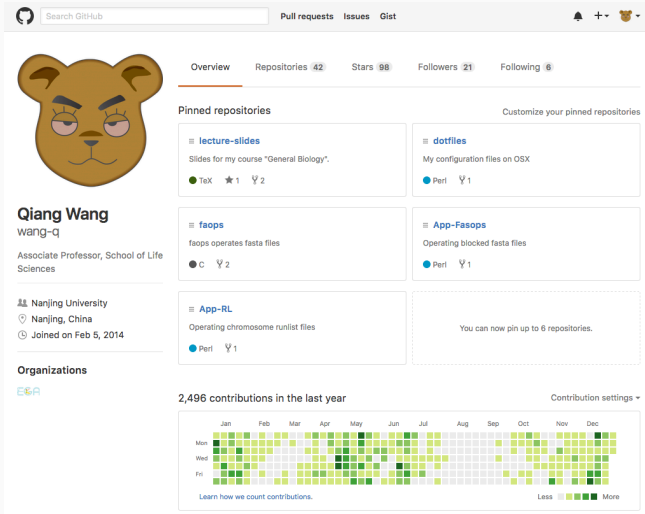 Search GitHub
Pull requests Issues Gist
Overview Repositories 42 Stars 98 Followers 21 Following 6
Pinned repositories
Customize your pinned repositories
lecture-slides
Slides for my course "General Biology".
TeX 1 2
dotfiles
My configuration files on OSX
Perl 1
Qiang Wang
wang-q
Associate Professor, School of Life
Sciences
faops
faops operates fasta files
C 2
App-Fasops
Operating blocked fasta files
Perl 1
Nanjing University
Nanjing, China
Joined on Feb 5, 2014
App-RL
Operating chromosome runlist files
Perl 1
You can now pin up to 6 repositories.
Organizations
2,496 contributions in the last year
Contribution settings
Jan Feb Mar Apr May Jun Jul Aug Sep Oct Nov Dec
Mon
Wed
Fri
Learn how we count contributions.
Less More